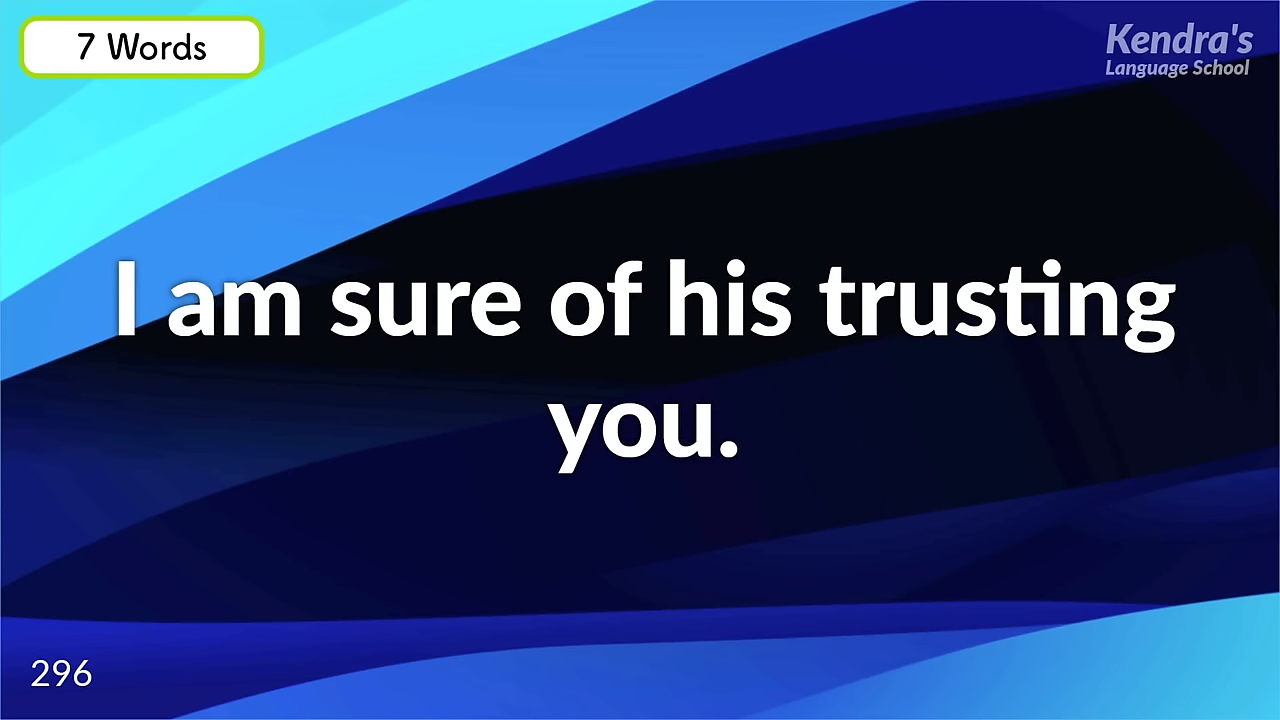 7 Words
Kendra's
Language School
I am sure of his trusting
you.
296